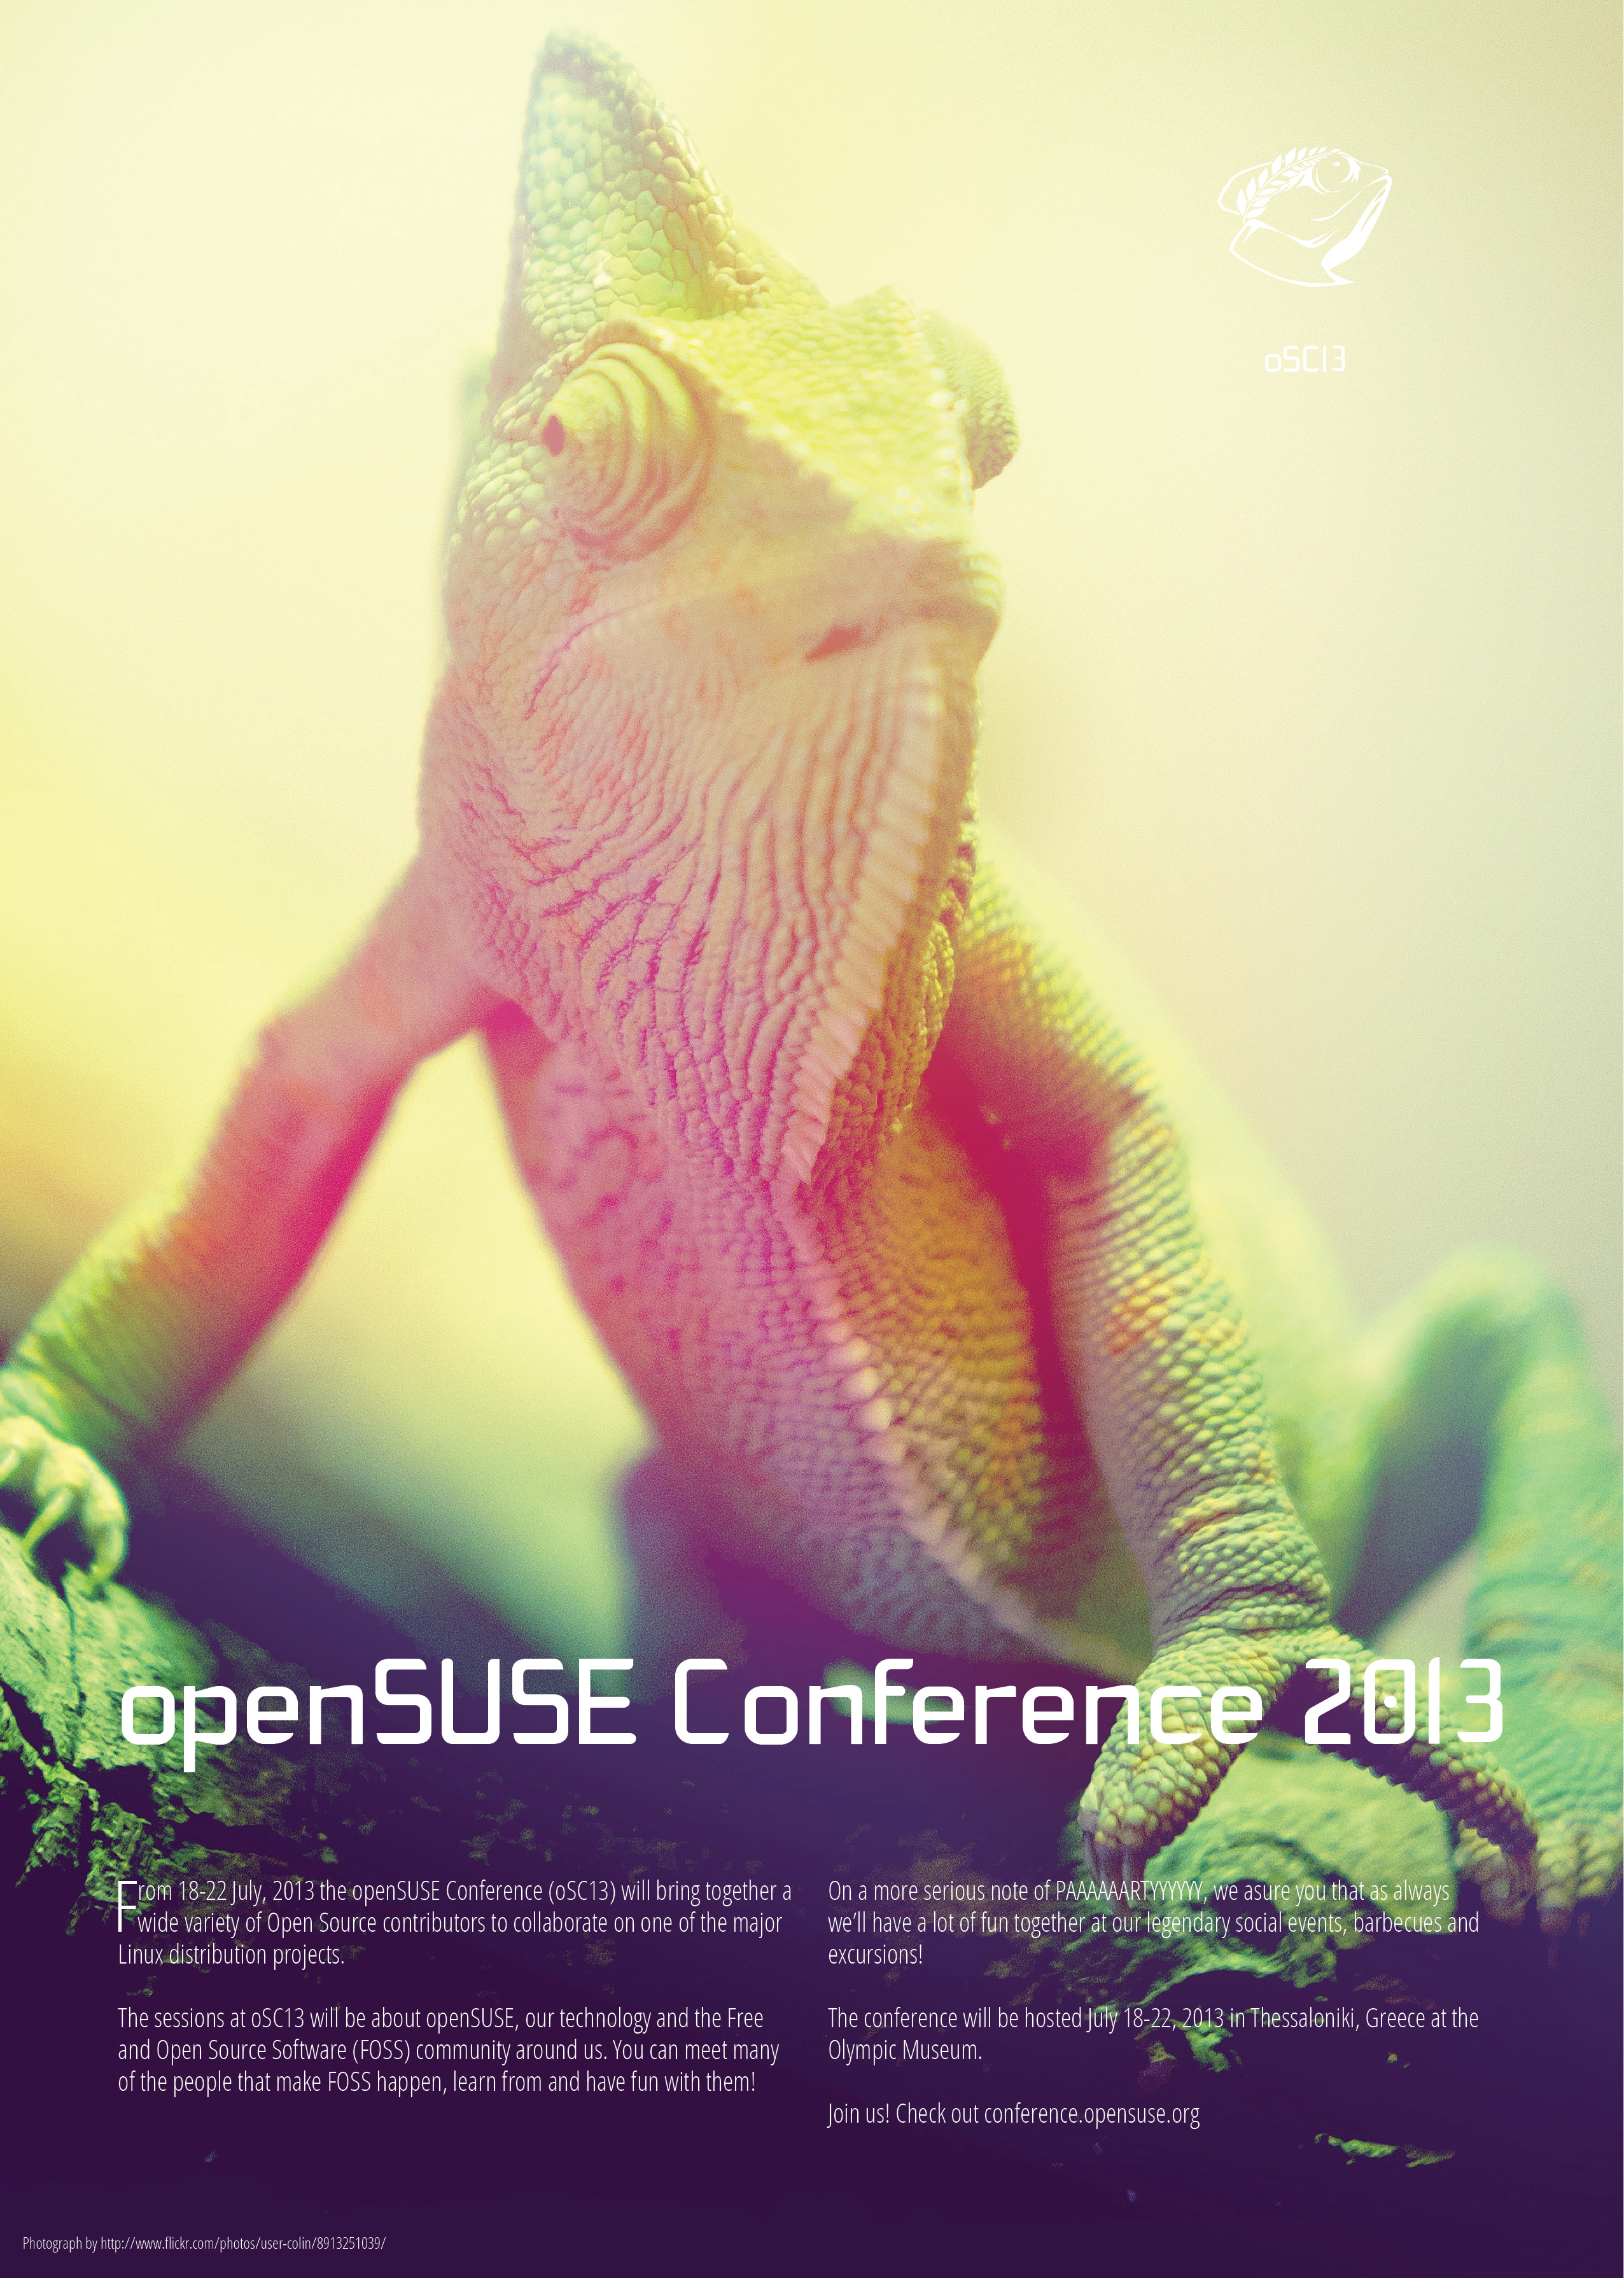 oSC13
openSUSE Conference 2013
From 18-22 July, 2013 the openSUSE Conference (oSC13) will bring together a
wide variety of Open Source contributors to collaborate on one of the major
Linux distribution projects.
The sessions at oSC13 will be about openSUSE, our technology and the Free
and Open Source Software (FOSS) community around us. You can meet many
of the people that make FOSS happen, learn from and have fun with them!
On a more serious note of PAAAAAARTYYYYYY, we asure you that as always
we'll have a lot of fun together at our legendary social events, barbecues and
excursions!
The conference will be hosted July 18-22, 2013 in Thessaloniki, Greece at the
Olympic Museum.
Join us! Check out conference.opensuse.org
Photograph by http://www.flickr.com/photos/user-colin/8913251039/